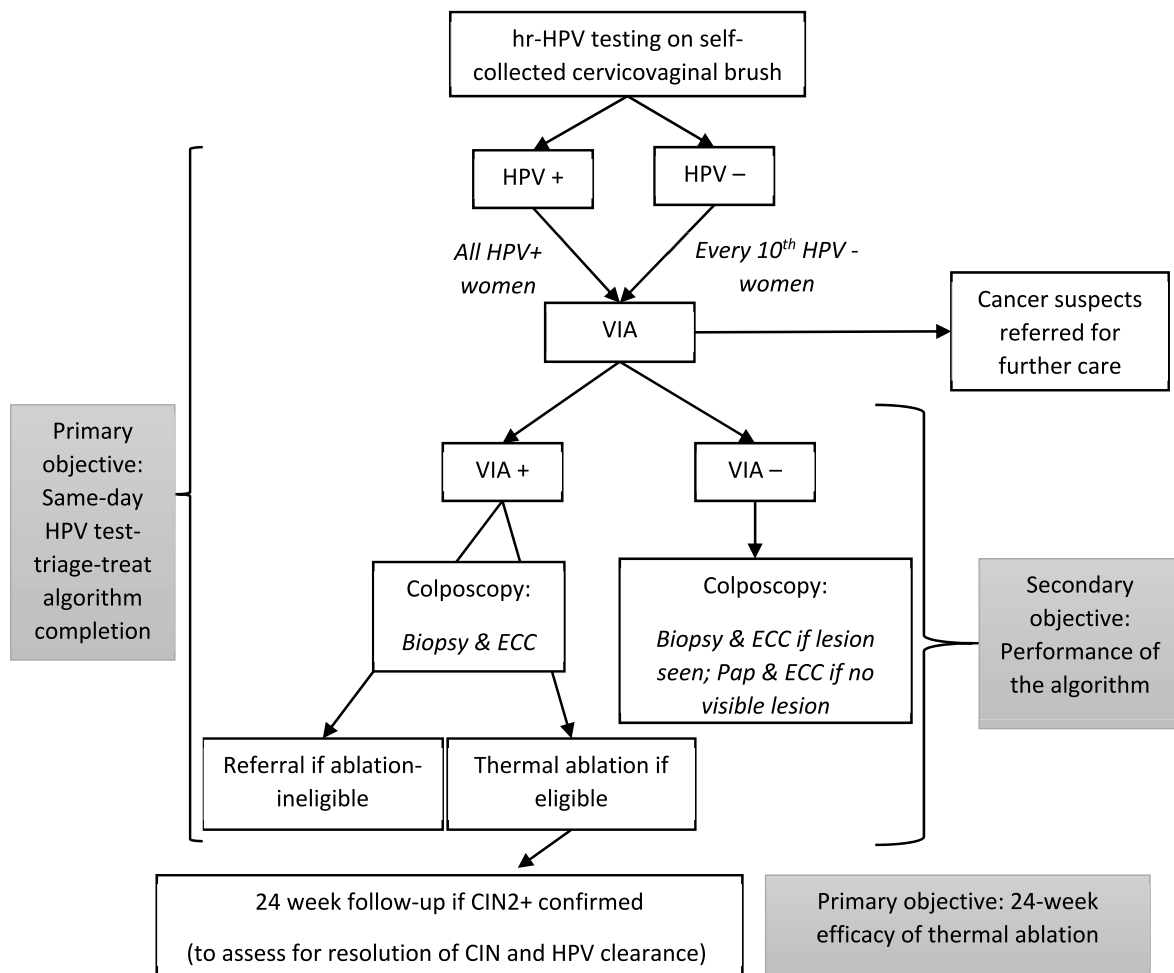 hr-HPV testing on self-
collected cervicovaginal brush
HPV +
HPV –
All HPV+
women
Every 10th HPV -
women
VIA
Cancer suspects
referred for
further care
Primary
objective:
Same-day
HPV test-
triage-treat
algorithm
completion
VIA +
VIA –
Colposcopy:
Biopsy & ECC
Colposcopy:
Biopsy & ECC if lesion
seen; Pap & ECC if no
visible lesion
Secondary
objective:
Performance of
the algorithm
Referral if ablation-
ineligible
Thermal ablation if
eligible
24 week follow-up if CIN2+ confirmed
(to assess for resolution of CIN and HPV clearance)
Primary objective: 24-week
efficacy of thermal ablation